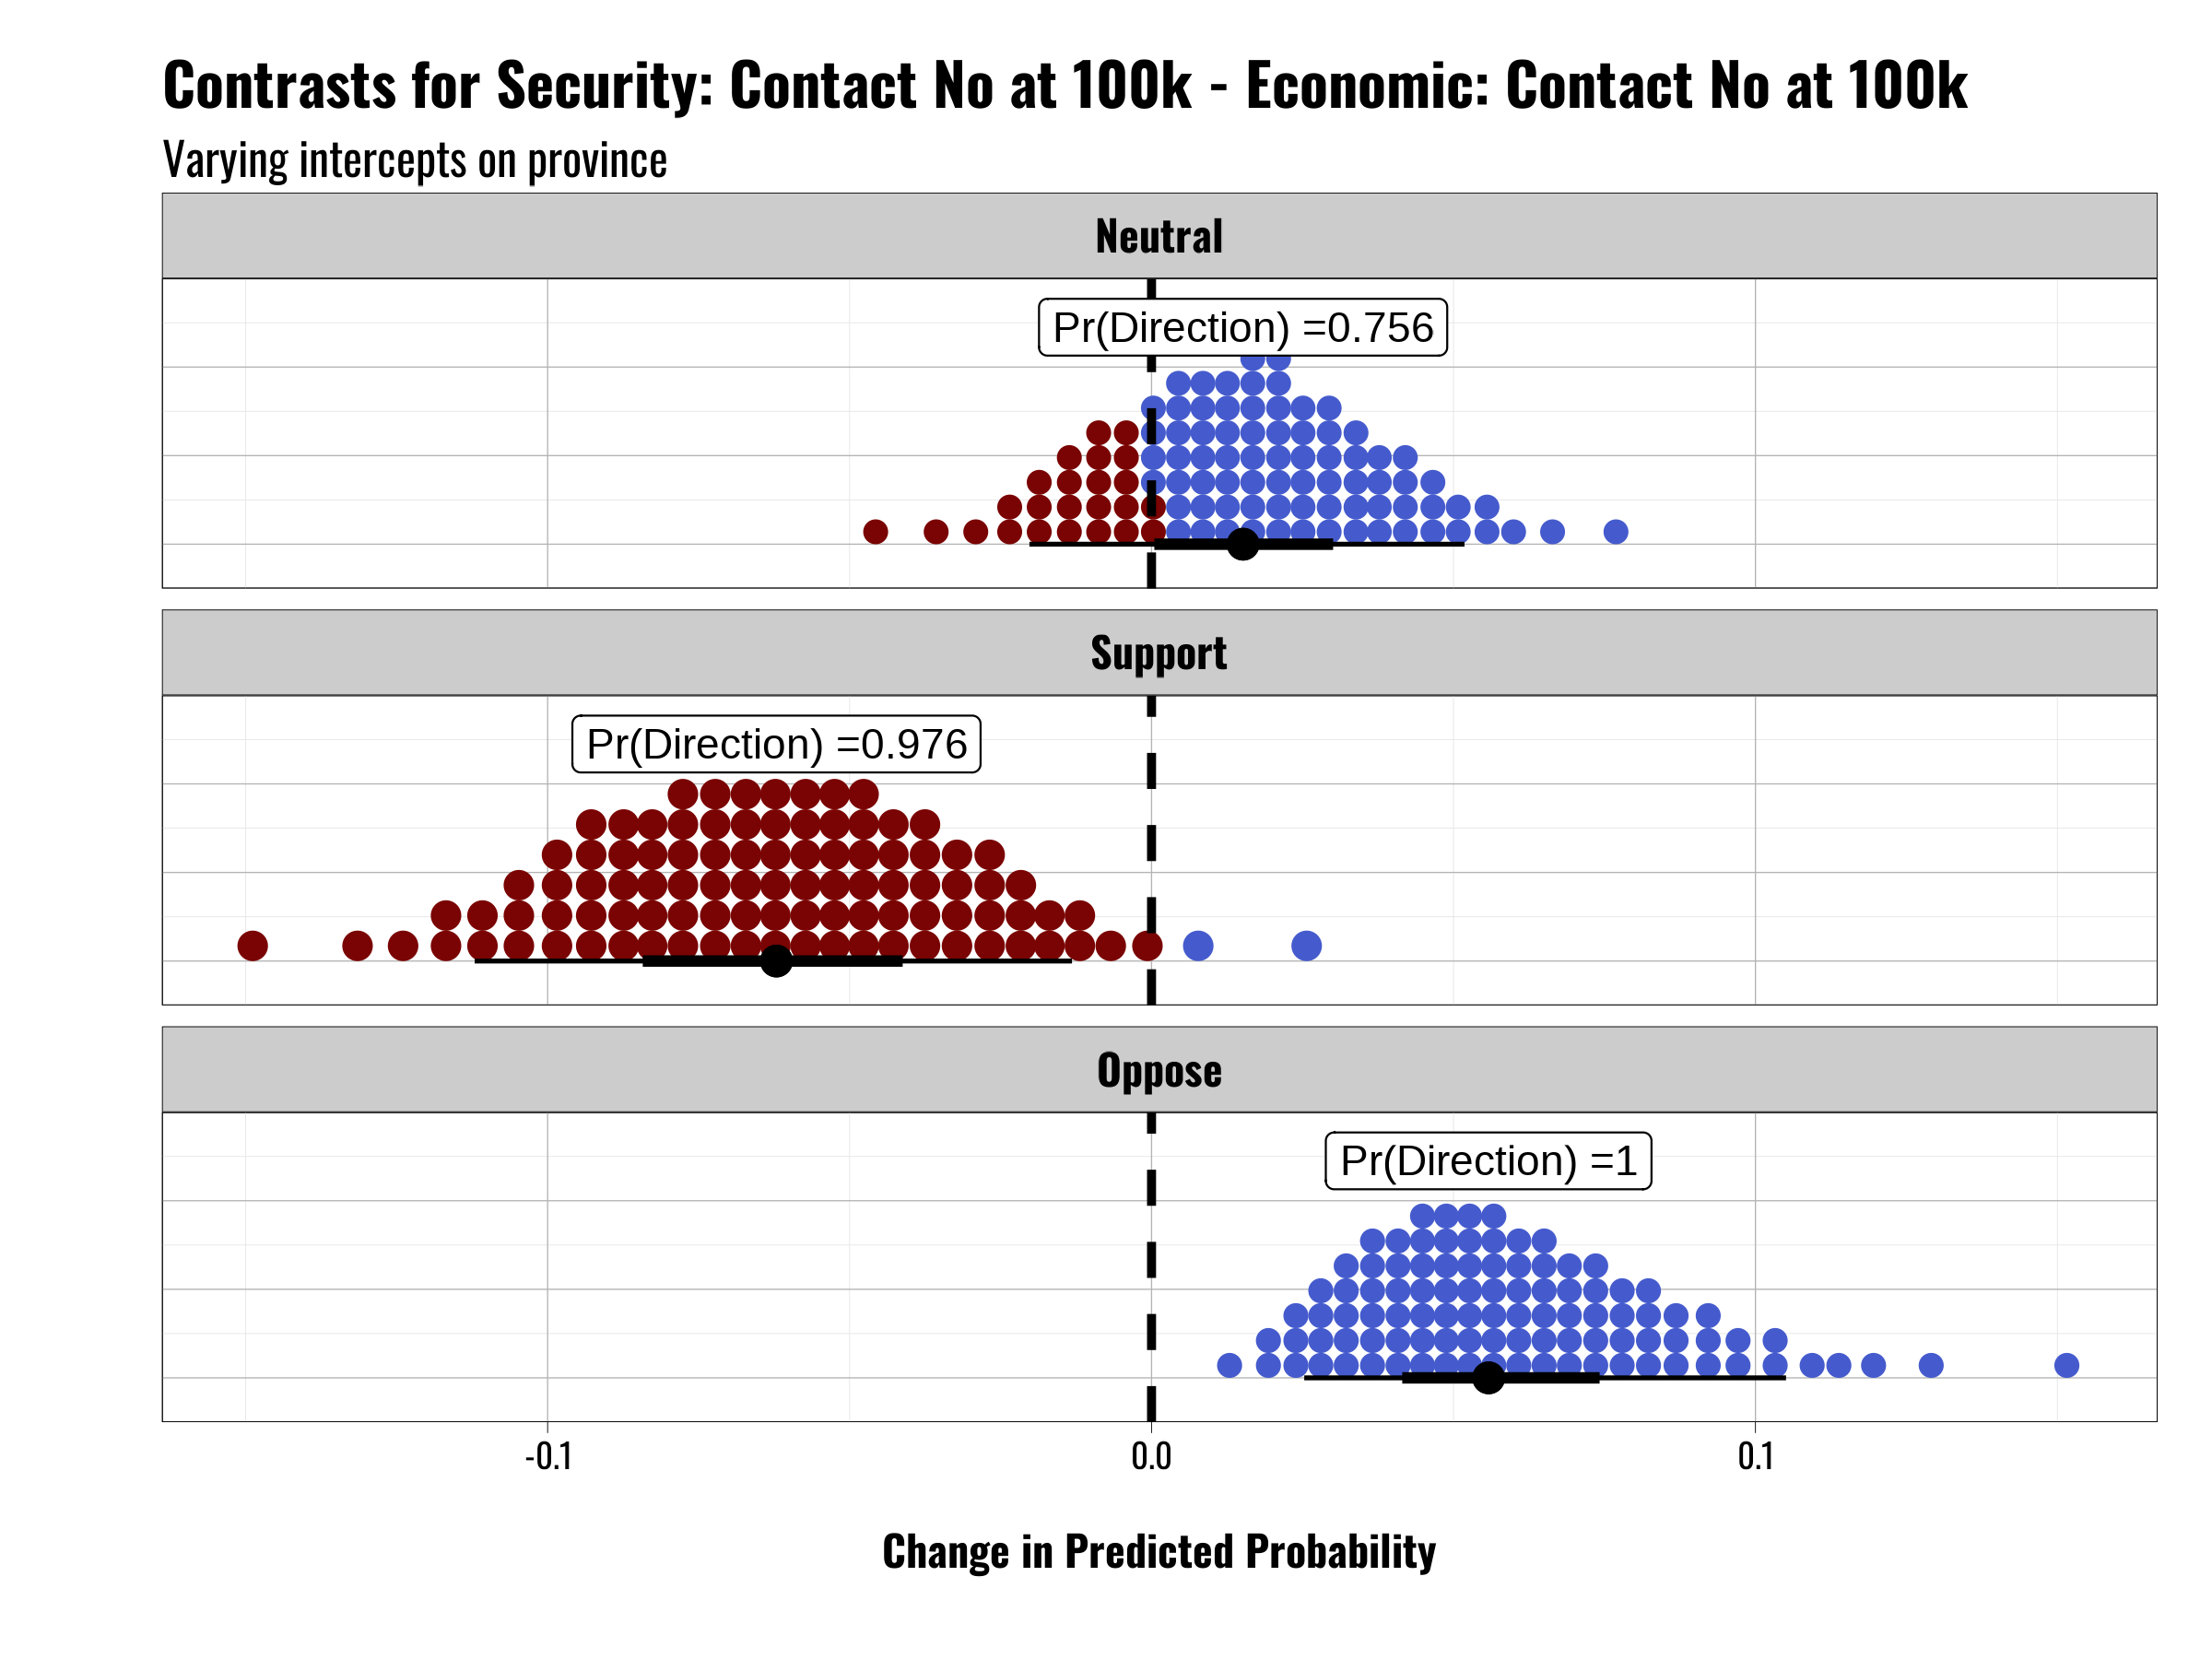 Contrasts for Security: Contact No at 100k - Economic: Contact No at 100k
Varying intercepts on province
Neutral
Pr(Direction) =0.756
Support
Pr(Direction) =0.976
Oppose
Pr(Direction) =1
-0.1 0.0 0.1
Change in Predicted Probability